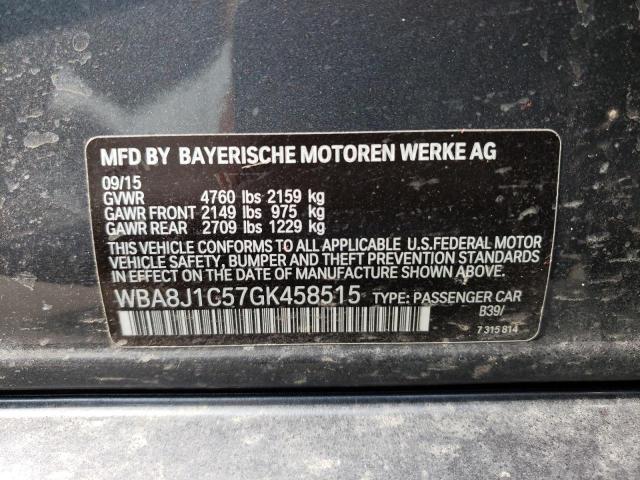 MFD BY BAYERISCHE MOTOREN WERKE AG
09/15
GVWR 4760 lbs 2159 kg
GAWR FRONT 2149 lbs 975 kg
GAWR REAR 2709 lbs 1229 kg
THIS VEHICLE CONFORMS TO ALL APPLICABLE U.S.FEDERAL MOTOR
VEHICLE SAFETY, BUMPER AND THEFT PREVENTION STANDARDS IN
EFFECT ON THE DATE OF MANUFACTURE SHOWN ABOVE.
WBA8J1C57GK458515 TYPE: PASSENGER CAR
B39/
7 315 814